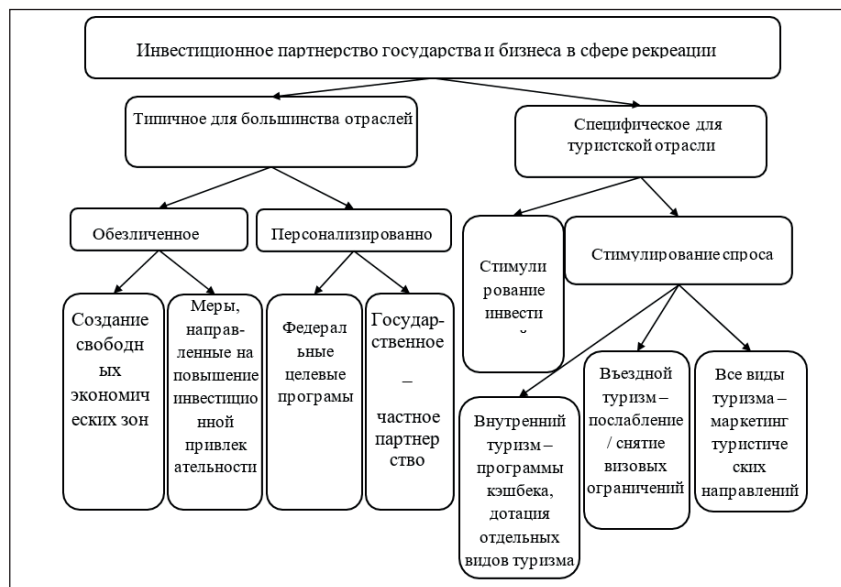 Инвестиционное партнерство государства и бизнеса в сфере рекреации
Типичное для большинства отраслей
Специфическое для
туристской отрасли
Обезличенное
Персонализированно
Стимули
рование
инвести
й
Стимулирование спроса
Создание
свободн
ых
экономич
еских зон
Меры,
направ-
ленные на
повышение
инвестицио
нной
привлек
ательности
Федерал
ьные
целевые
програмы
Государ-
ственное
–
частное
партнер
ство
Внутренний
туризм –
программы
кэшбека,
дотация
отдельных
видов туризма
Въездной
туризм –
послабление
/ снятие
визовых
ограничений
Все виды
туризма –
маркетинг
туристиче
ских
направлений